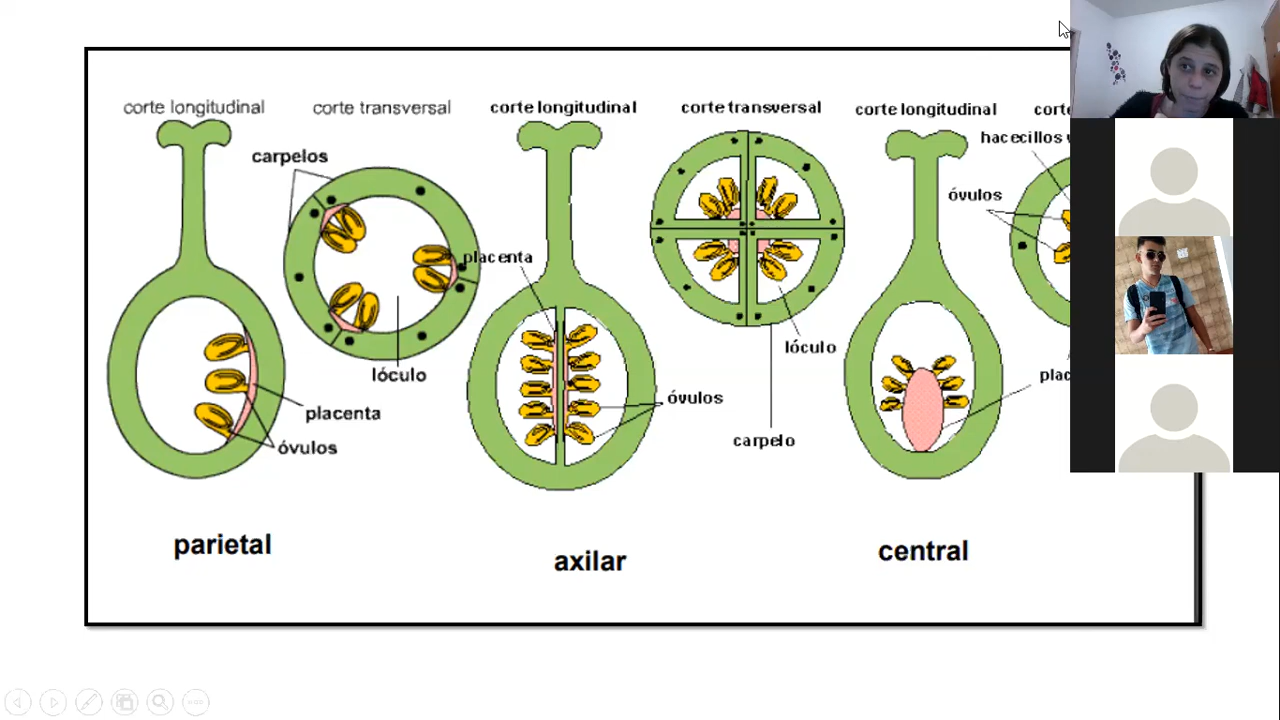 corte longitudinal
corte transversal
corte longitudinal
corte transversal
corte longitudinal
carpelos
hacecillos
placenta
óvulos
lóculo
lóculo
placenta
óvulos
óvulos
carpelo
parietal
axilar
central